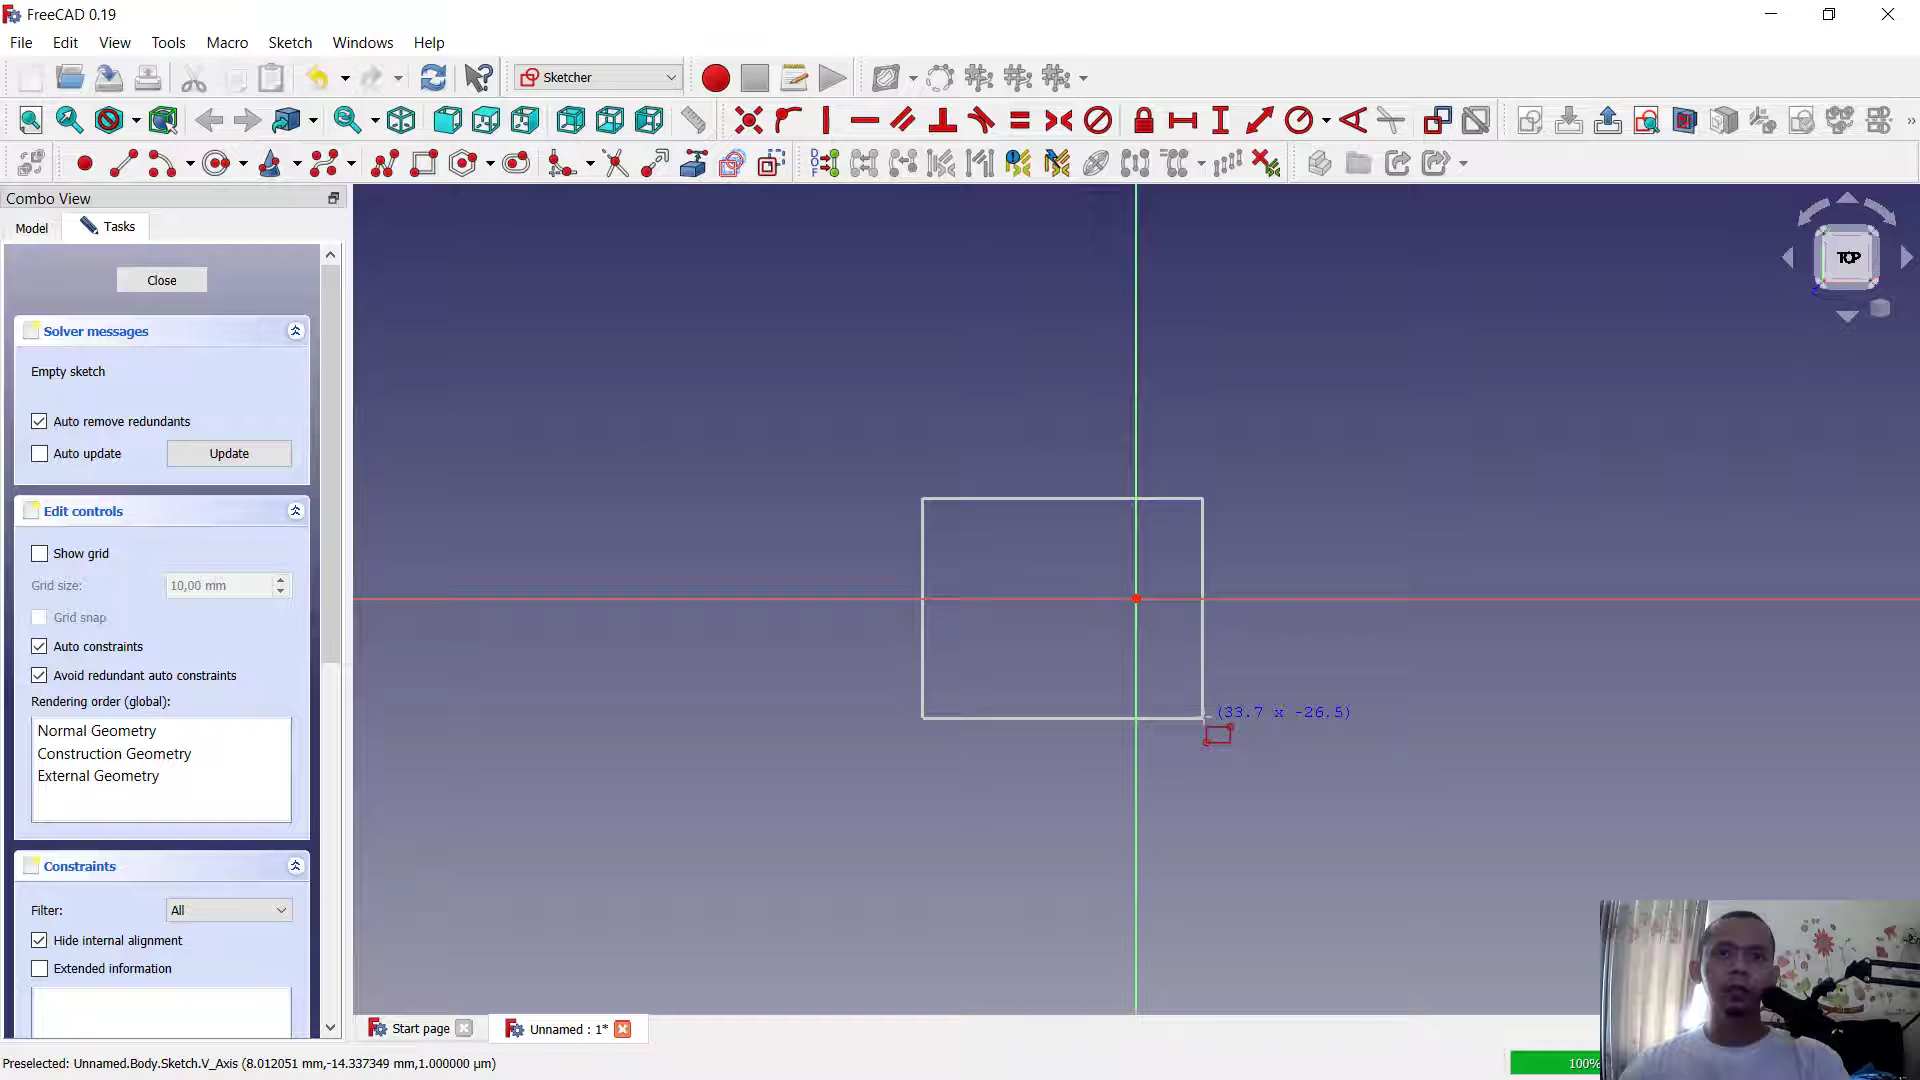 FreeCAD 0.19
File Edit View Tools Macro Sketch Windows Help
Sketcher
Combo View
Model Tasks
Close
Solver messages
Empty sketch
Auto remove redundants
Auto update Update
Edit controls
Show grid
Grid size: 10,00 mm
Grid snap
Auto constraints
Avoid redundant auto constraints
Rendering order (global):
Normal Geometry
Construction Geometry
External Geometry
Constraints
Filter: All
Hide internal alignment
Extended information
TOP
Z
(33.7 x -26.5)
Start page Unnamed : 1*
Preselected: Unnamed.Body.Sketch.V_Axis (8.012051 mm,-14.337349 mm,1.000000 µm)
100%